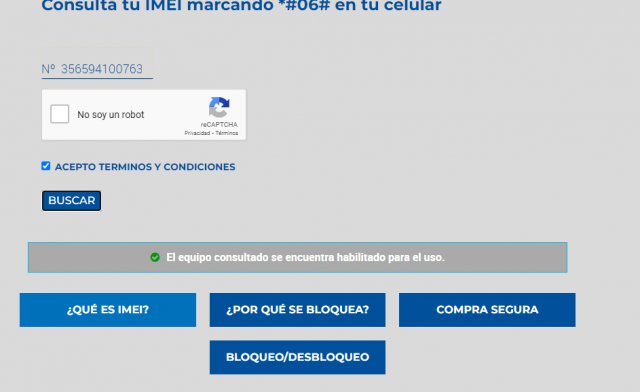 Consulta tu IMEI marcando *#06# en tu celular
Nº 356594100763
No soy un robot
reCAPTCHA
Privacidad - Términos
ACEPTO TERMINOS Y CONDICIONES
BUSCAR
El equipo consultado se encuentra habilitado para el uso.
¿QUÉ ES IMEI?
¿POR QUÉ SE BLOQUEA?
COMPRA SEGURA
BLOQUEO/DESBLOQUEO